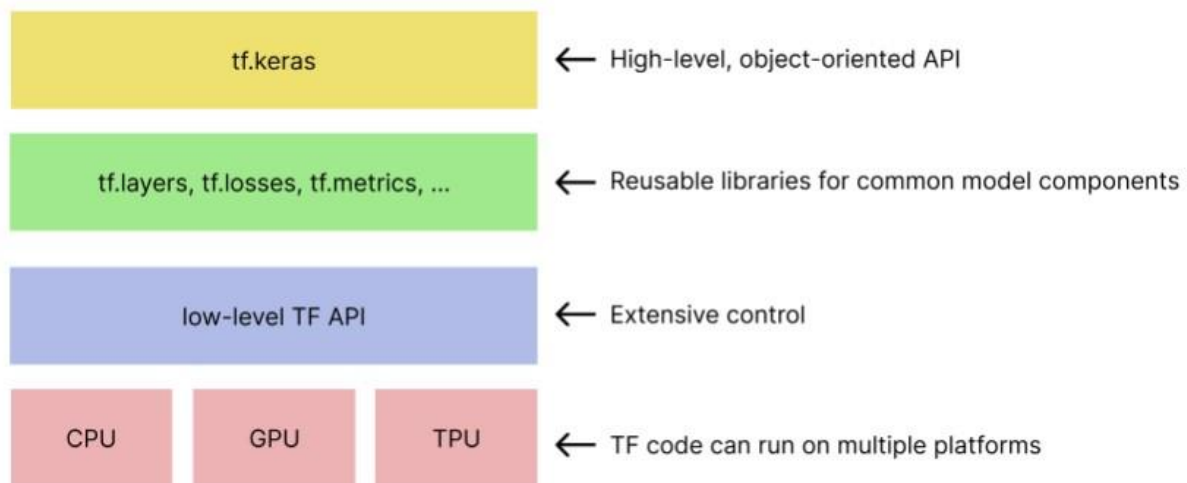 tf.keras
← High-level, object-oriented API
tf.layers, tf.losses, tf.metrics, ...
← Reusable libraries for common model components
low-level TF API
← Extensive control
CPU
GPU
TPU
← TF code can run on multiple platforms